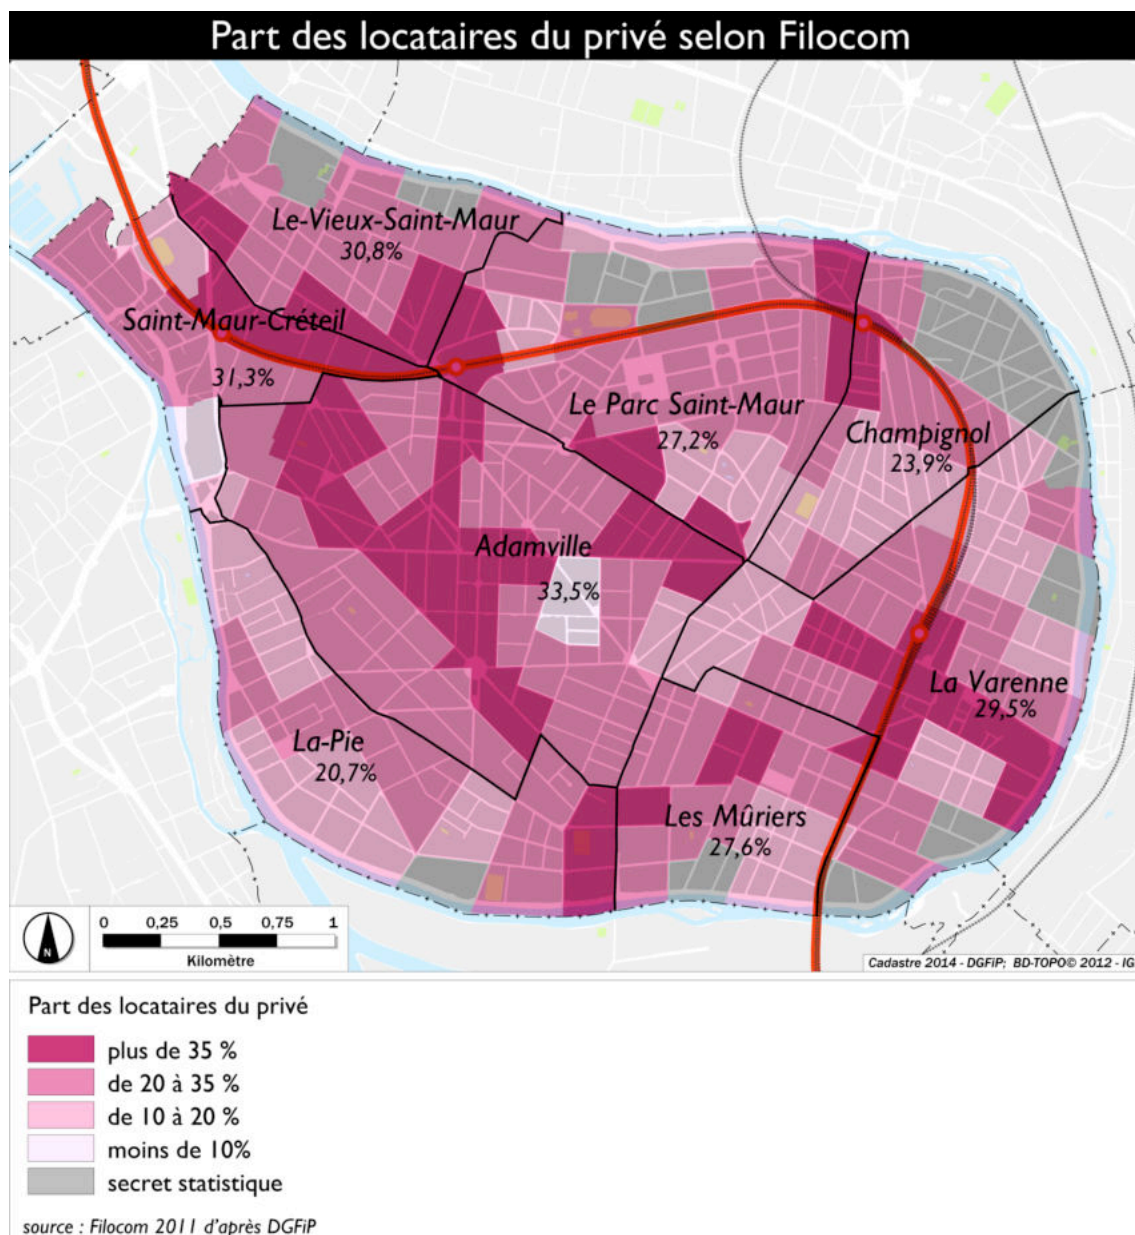 Part des locataires du privé selon Filocom
Le-Vieux-Saint-Maur
30,8%
Saint-Maur-Créteil
31,3%
Le Parc Saint-Maur
27,2%
Champignol
23,9%
Adamville
33,5%
La Varenne
29,5%
La-Pie
20,7%
Les Mûriers
27,6%
N
0 0,25 0,5 0,75 1
Kilomètre
Cadastre 2014 - DGFiP; BD-TOPO© 2012 - IG
Part des locataires du privé
plus de 35 %
de 20 à 35 %
de 10 à 20 %
moins de 10%
secret statistique
source : Filocom 2011 d'après DGFiP